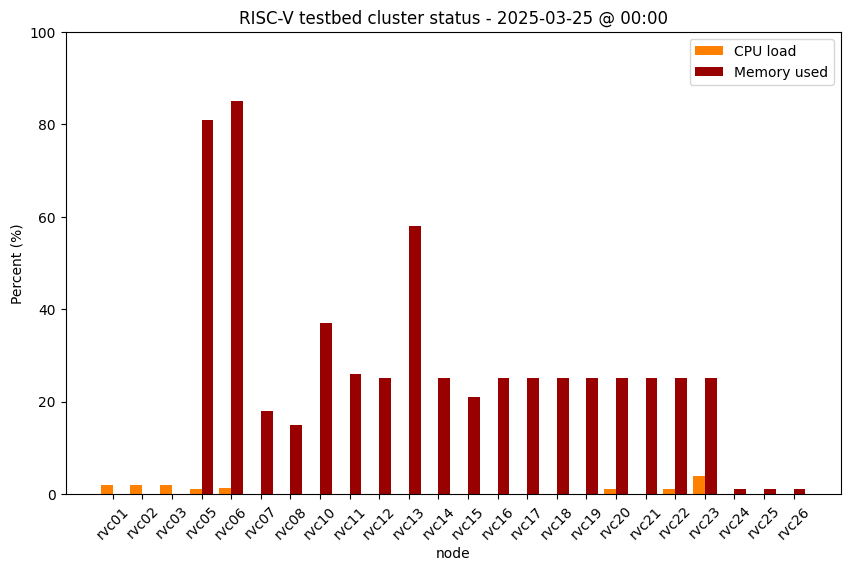 RISC-V testbed cluster status - 2025-03-25 @ 00:00
100
80
60
40
20
0
Percent (%)
CPU load
Memory used
rvc01
rvc02
rvc03
rvc05
rvc06
rvc07
rvc08
rvc10
rvc11
rvc12
rvc13
rvc14
rvc15
rvc16
rvc17
rvc18
rvc19
rvc20
rvc21
rvc22
rvc23
rvc24
rvc25
rvc26
node